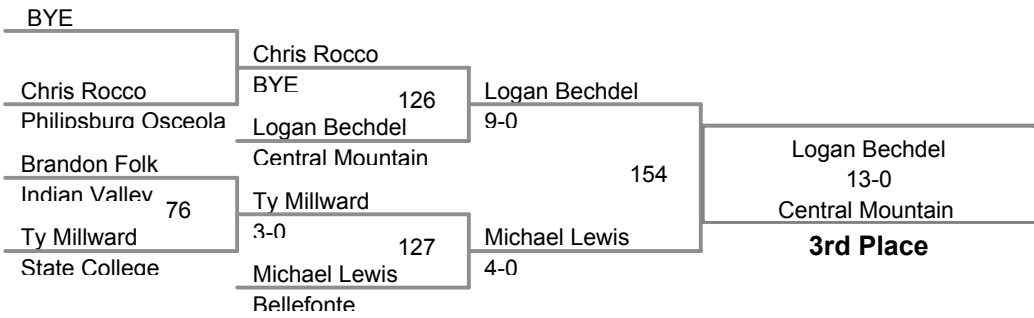 BYE
Chris Rocco
Philipsburg Osceola
Brandon Folk
Indian Valley
76
Ty Millward
State College
Chris Rocco
BYE
126
Logan Bechdel
Central Mountain
Ty Millward
3-0
127
Michael Lewis
Bellefonte
Logan Bechdel
9-0
154
Michael Lewis
4-0
Logan Bechdel
13-0
Central Mountain
3rd Place